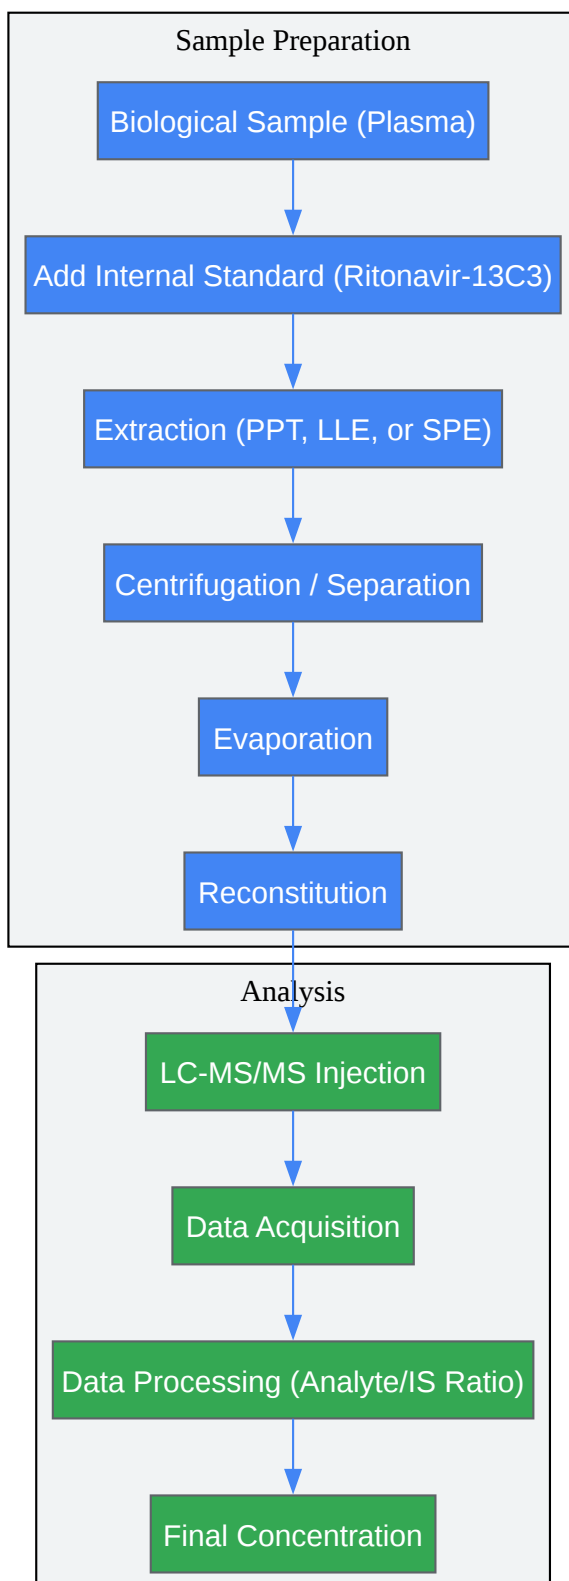 Sample Preparation
Biological Sample (Plasma)
Add Internal Standard (Ritonavir-13C3)
Extraction (PPT, LLE, or SPE)
Centrifugation / Separation
Evaporation
Reconstitution
Analysis
LC-MS/MS Injection
Data Acquisition
Data Processing (Analyte/IS Ratio)
Final Concentration